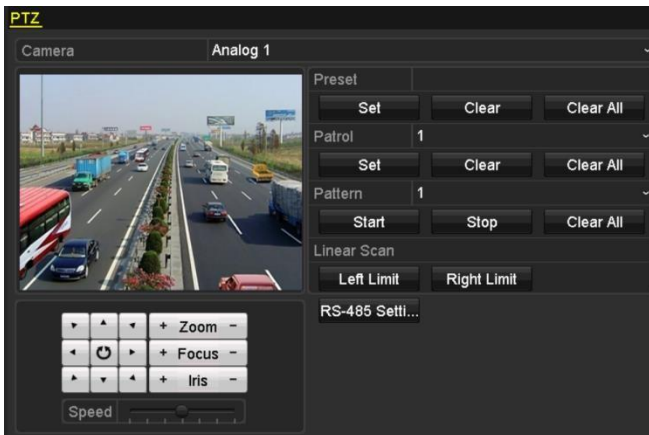 PTZ
Camera Analog 1
Preset
Set Clear Clear All
Patrol 1
Set Clear Clear All
Pattern 1
Start Stop Clear All
Linear Scan
Left Limit Right Limit
RS-485 Setti...
+ Zoom -
+ Focus -
+ Iris -
Speed